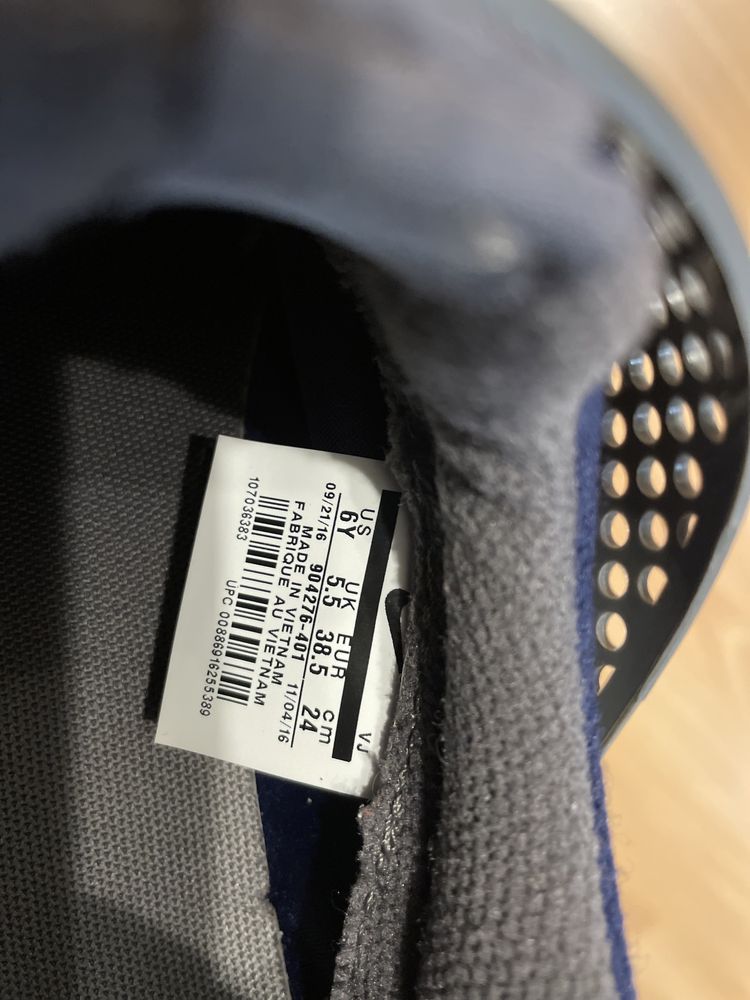 VJ
US UK EUR cm
6Y 5.5 38.5 24
09/21/16 904276-401 11/04/16
MADE IN VIETNAM
FABRIQUE AU VIETNAM
107036383
UPC 00886916255389